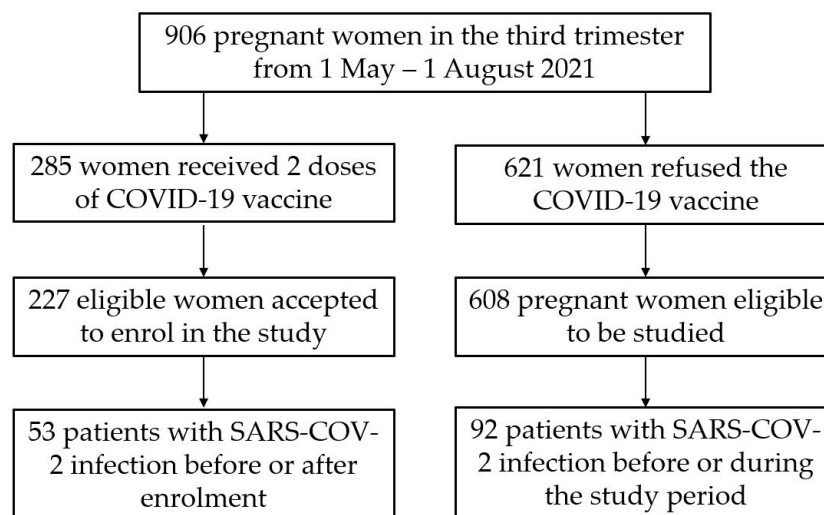 906 pregnant women in the third trimester
from 1 May – 1 August 2021
285 women received 2 doses
of COVID-19 vaccine
621 women refused the
COVID-19 vaccine
227 eligible women accepted
to enrol in the study
608 pregnant women eligible
to be studied
53 patients with SARS-COV-
2 infection before or after
enrolment
92 patients with SARS-COV-
2 infection before or during
the study period